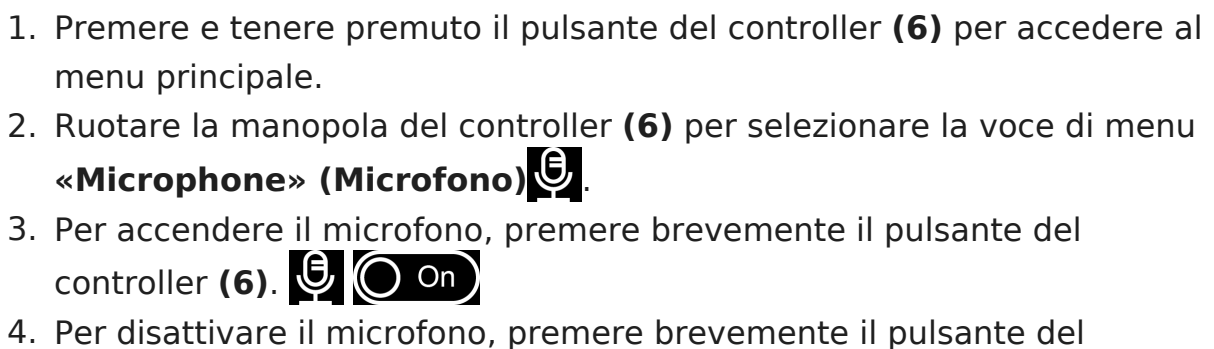 1. Premere e tenere premuto il pulsante del controller (6) per accedere al
menu principale.
2. Ruotare la manopola del controller (6) per selezionare la voce di menu
«Microphone» (Microfono).
3. Per accendere il microfono, premere brevemente il pulsante del
controller (6). On
4. Per disattivare il microfono, premere brevemente il pulsante del